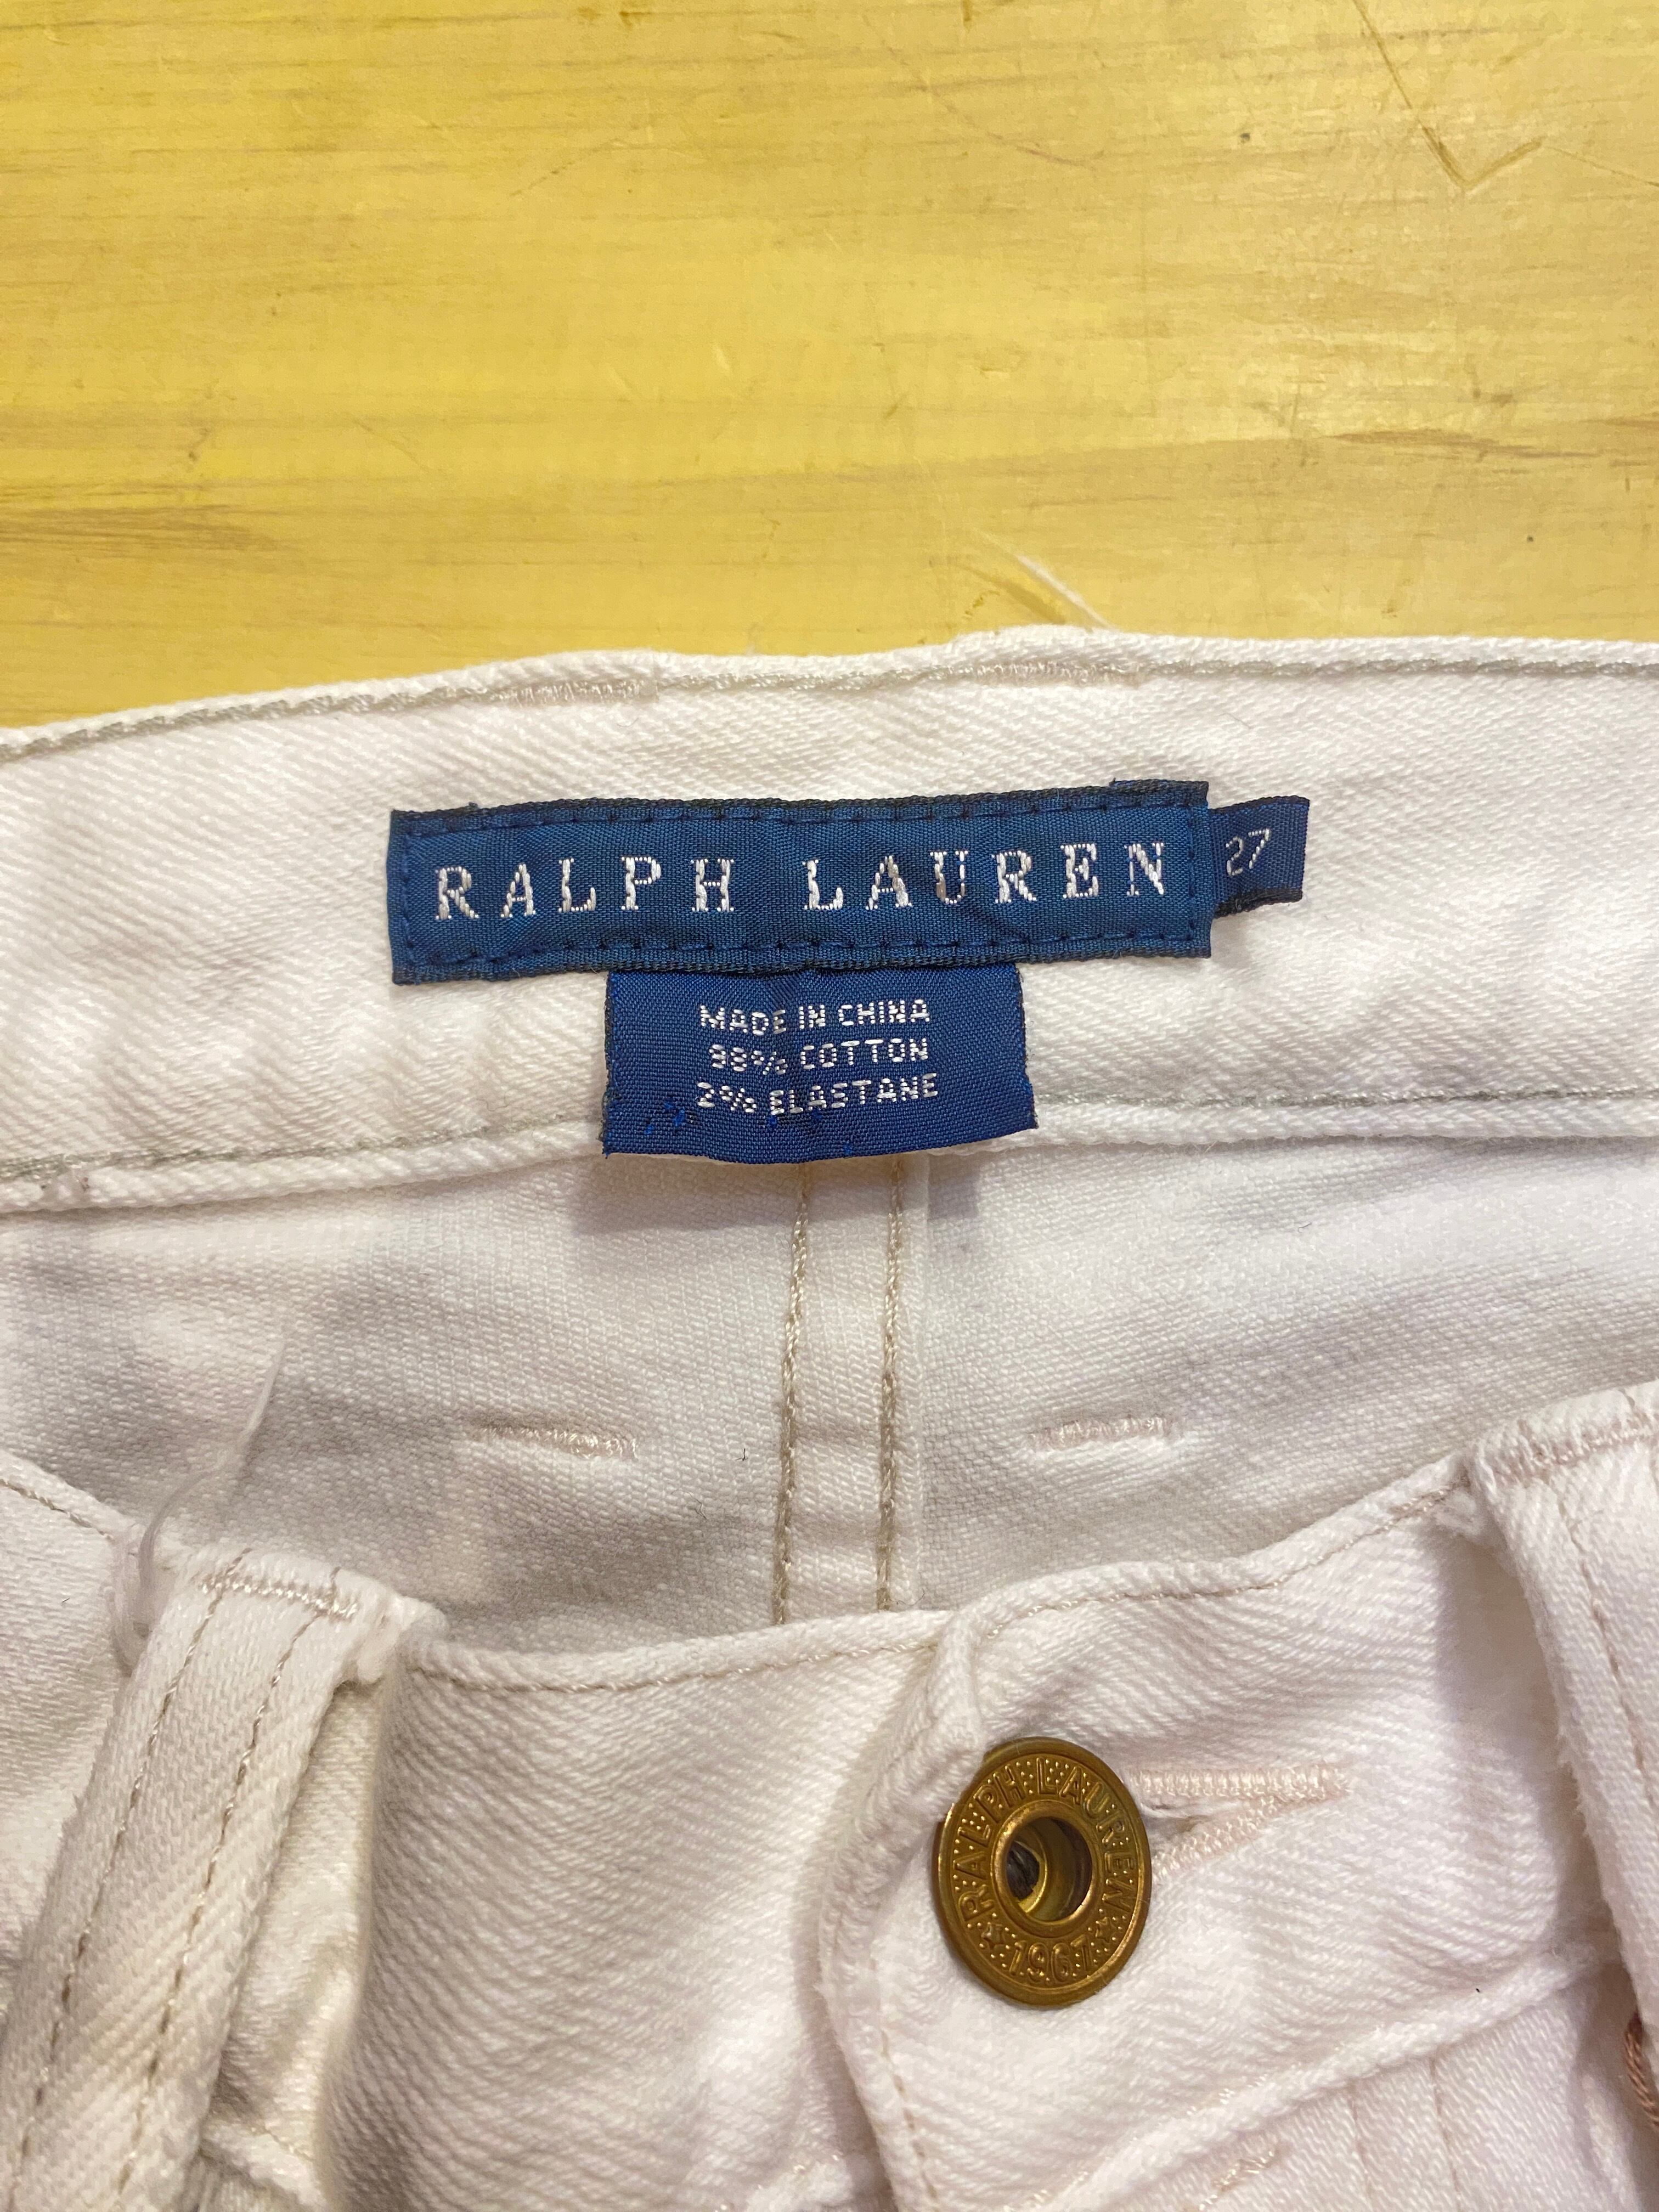 RALPH LAUREN
27
MADE IN CHINA
98% COTTON
2% ELASTANE
RALPH LAUREN
1967